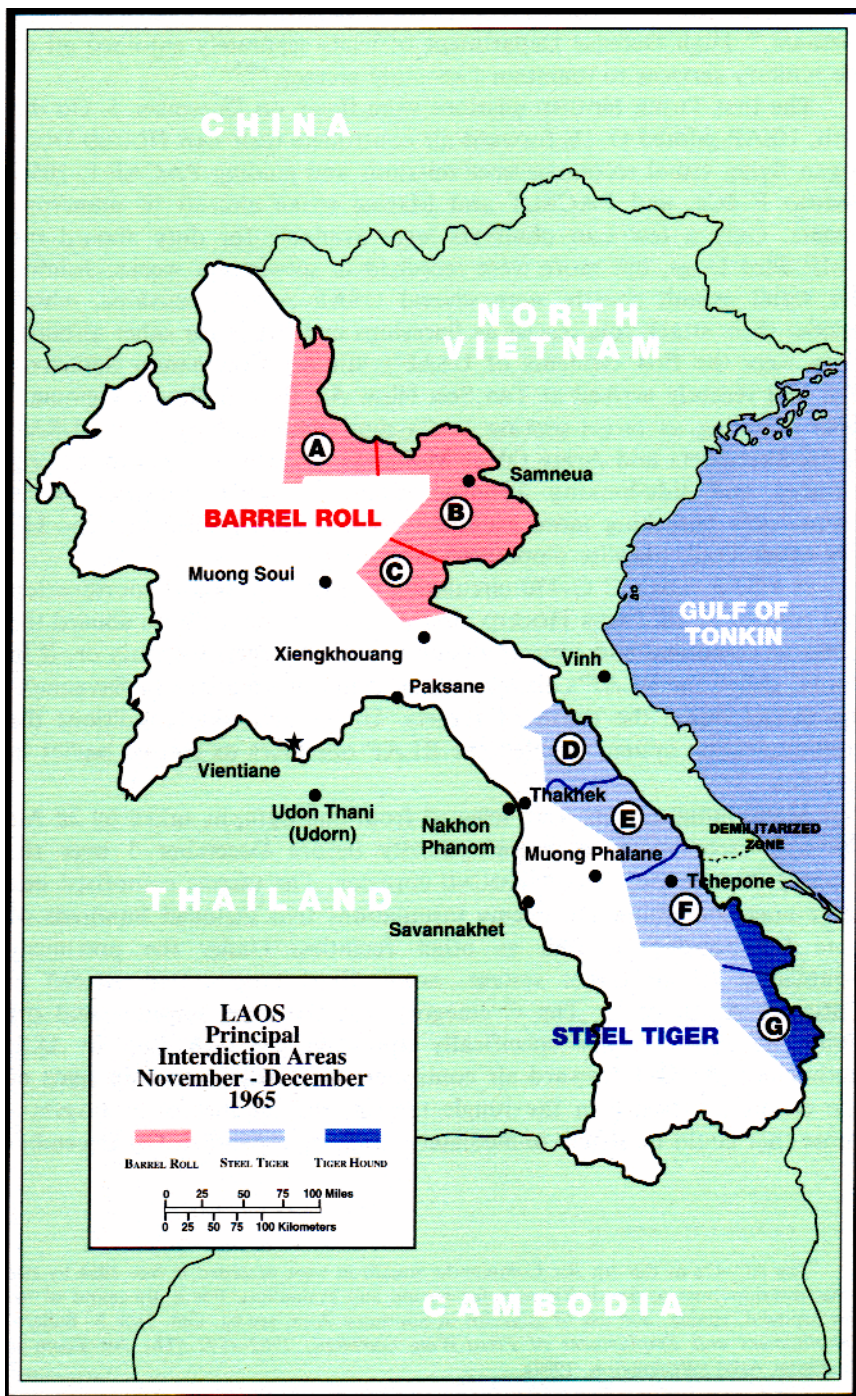 CHINA
NORTH
VIETNAM
A
Samneua
B
BARREL ROLL
C
Muong Soui
GULF OF
TONKIN
Xiengkhouang
Vinh
Paksane
D
Vientiane
Thakhek
Udon Thani
(Udorn)
E
Nakhon
Phanom
DEMILITARIZED
ZONE
Muong Phalane
Tchepone
THAILAND
F
Savannakhet
LAOS
Principal
Interdiction Areas
November - December
1965
BARREL ROLL STEEL TIGER TIGER HOUND
0 25 50 75 100 Miles
0 25 50 75 100 Kilometers
STEEL TIGER
G
CAMBODIA